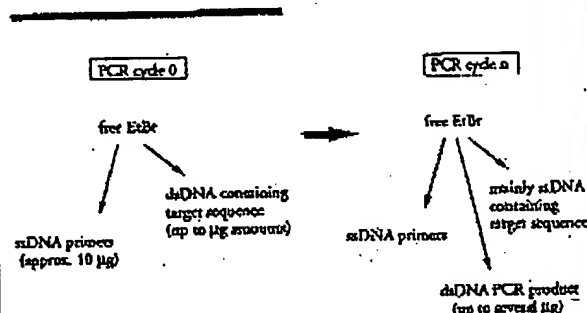 PCR cycle 0
free EtBr
ssDNA primers
(approx. 10 µg)
dsDNA containing
target sequence
(up to µg amounts)
PCR cycle n
free EtBr
ssDNA primers
mainly ssDNA
containing
target sequence
dsDNA PCR product
(up to several µg)